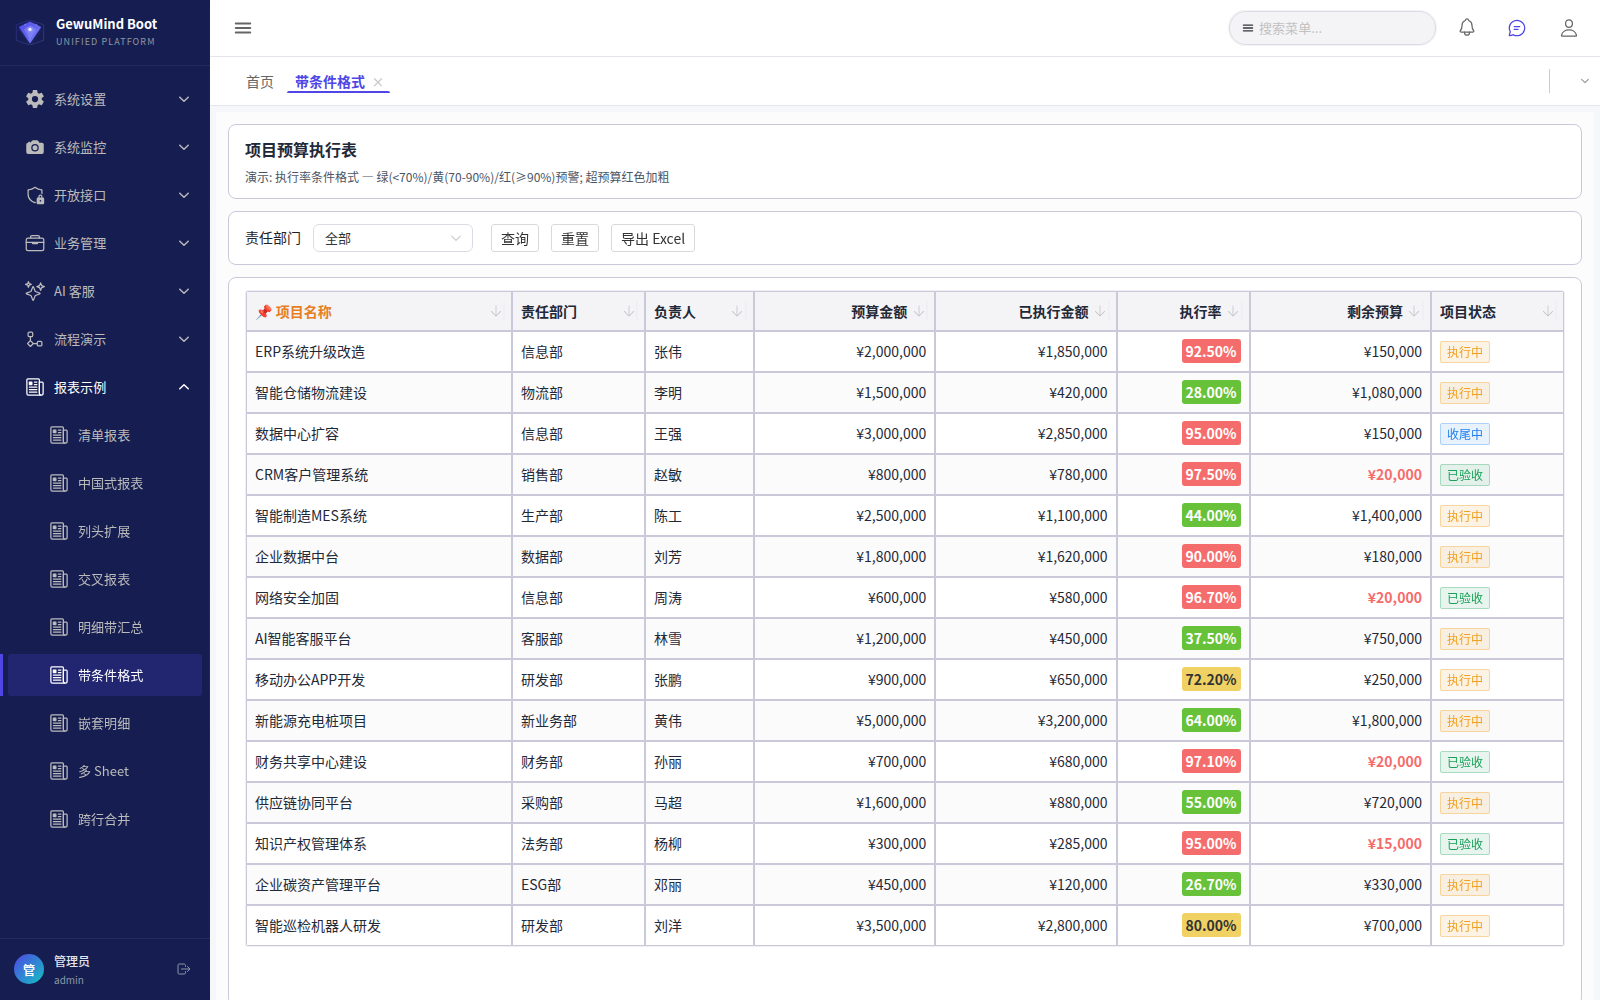 GewuMind Boot
UNIFIED PLATFORM
搜索菜单...
系统设置
系统监控
开放接口
业务管理
AI 客服
流程演示
报表示例
清单报表
中国式报表
列头扩展
交叉报表
明细带汇总
带条件格式
嵌套明细
多 Sheet
跨行合并
管
管理员
admin
首页 带条件格式
项目预算执行表
演示: 执行率条件格式 — 绿(<70%)/黄(70-90%)/红(≥90%)预警; 超预算红色加粗
责任部门 全部 查询 重置 导出 Excel
📌 项目名称 责任部门 负责人 预算金额 已执行金额 执行率 剩余预算 项目状态
ERP系统升级改造 信息部 张伟 ¥2,000,000 ¥1,850,000 92.50% ¥150,000 执行中
智能仓储物流建设 物流部 李明 ¥1,500,000 ¥420,000 28.00% ¥1,080,000 执行中
数据中心扩容 信息部 王强 ¥3,000,000 ¥2,850,000 95.00% ¥150,000 收尾中
CRM客户管理系统 销售部 赵敏 ¥800,000 ¥780,000 97.50% ¥20,000 已验收
智能制造MES系统 生产部 陈工 ¥2,500,000 ¥1,100,000 44.00% ¥1,400,000 执行中
企业数据中台 数据部 刘芳 ¥1,800,000 ¥1,620,000 90.00% ¥180,000 执行中
网络安全加固 信息部 周涛 ¥600,000 ¥580,000 96.70% ¥20,000 已验收
AI智能客服平台 客服部 林雪 ¥1,200,000 ¥450,000 37.50% ¥750,000 执行中
移动办公APP开发 研发部 张鹏 ¥900,000 ¥650,000 72.20% ¥250,000 执行中
新能源充电桩项目 新业务部 黄伟 ¥5,000,000 ¥3,200,000 64.00% ¥1,800,000 执行中
财务共享中心建设 财务部 孙丽 ¥700,000 ¥680,000 97.10% ¥20,000 已验收
供应链协同平台 采购部 马超 ¥1,600,000 ¥880,000 55.00% ¥720,000 执行中
知识产权管理体系 法务部 杨柳 ¥300,000 ¥285,000 95.00% ¥15,000 已验收
企业碳资产管理平台 ESG部 邓丽 ¥450,000 ¥120,000 26.70% ¥330,000 执行中
智能巡检机器人研发 研发部 刘洋 ¥3,500,000 ¥2,800,000 80.00% ¥700,000 执行中